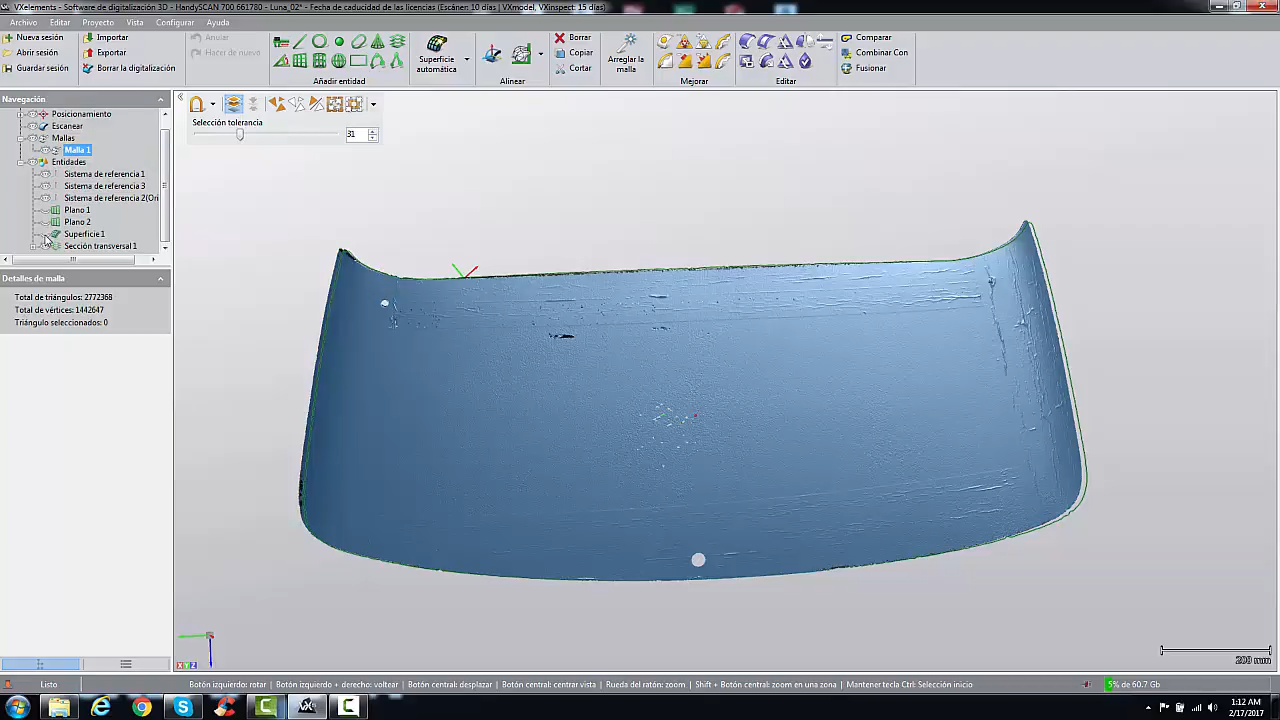 VXelements - Software de digitalización 3D - HandySCAN 700 661780 - Luna_02* - Fecha de caducidad de las licencias (Escáner: 10 días) (VXmodel, VXinspect: 15 días)
Archivo Editar Proyecto Vista Configurar Ayuda
Nueva sesión Importar Anular Borrar Comparar
Abrir sesión Exportar Hacer de nuevo Copiar Combinar Con
Guardar sesión Borrar la digitalización Superficie automática Cortar Arreglar la malla Fusionar
Añadir entidad Alinear Mejorar Editar
Navegación
Posicionamiento
Escanear
Mallas
Malla 1
Entidades
Sistema de referencia 1
Sistema de referencia 3
Sistema de referencia 2(Ori
Plano 1
Plano 2
Superficie 1
Sección transversal 1
Selección tolerancia
31
Detalles de malla
Total de triángulos: 2772368
Total de vértices: 1442647
Triángulo seleccionados: 0
X Y Z
200 mm
Listo
Botón izquierdo: rotar Botón izquierdo + derecho: voltear Botón central: desplazar Botón central: centrar vista Rueda del ratón: zoom Shift + Botón central: zoom en una zona Mantener tecla Ctrl: Selección inicio
5% de 60.7 Gb
1:12 AM
2/17/2017